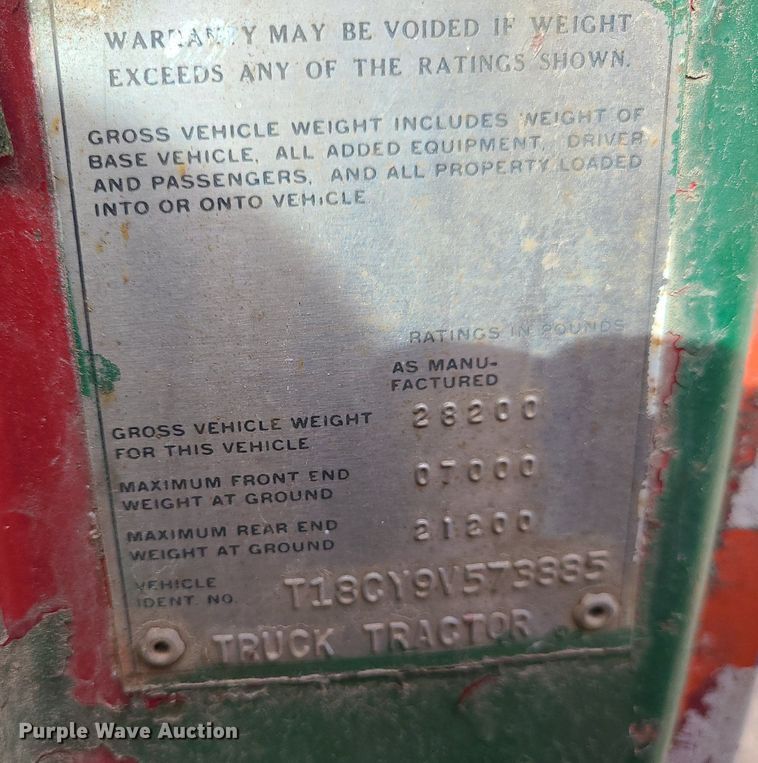 WARRANTY MAY BE VOIDED IF WEIGHT
EXCEEDS ANY OF THE RATINGS SHOWN.
GROSS VEHICLE WEIGHT INCLUDES WEIGHT OF
BASE VEHICLE, ALL ADDED EQUIPMENT, DRIVER
AND PASSENGERS, AND ALL PROPERTY LOADED
INTO OR ONTO VEHICLE
RATINGS IN POUNDS
AS MANU-
FACTURED
GROSS VEHICLE WEIGHT
FOR THIS VEHICLE
28200
MAXIMUM FRONT END
WEIGHT AT GROUND
07000
MAXIMUM REAR END
WEIGHT AT GROUND
21200
VEHICLE
IDENT. NO.
T18CY9V573885
TRUCK TRACTOR
Purple Wave Auction